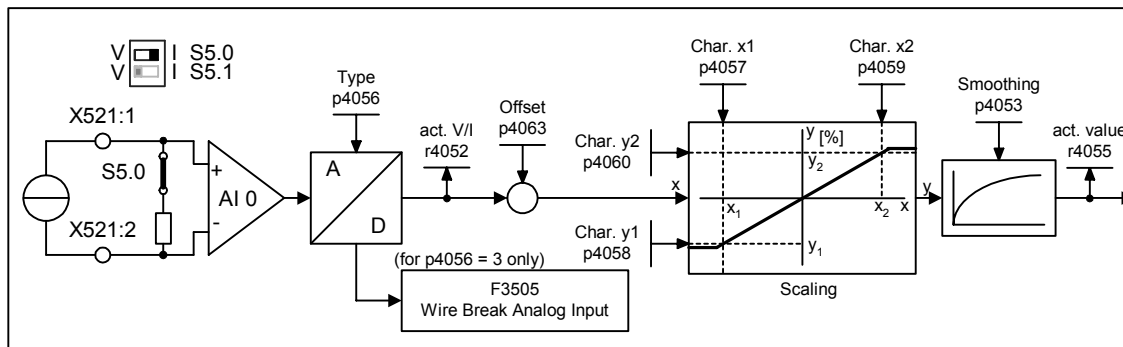 V I S5.0
V I S5.1
X521:1
S5.0
X521:2
+
AI 0
-
Type
p4056
A
D
act. V/I
r4052
Offset
p4063
(for p4056 = 3 only)
F3505
Wire Break Analog Input
Char. x1
p4057
Char. x2
p4059
Char. y2
p4060
x
Char. y1
p4058
y [%]
y2
x1
x2
x
y1
Scaling
y
Smoothing
p4053
act. value
r4055